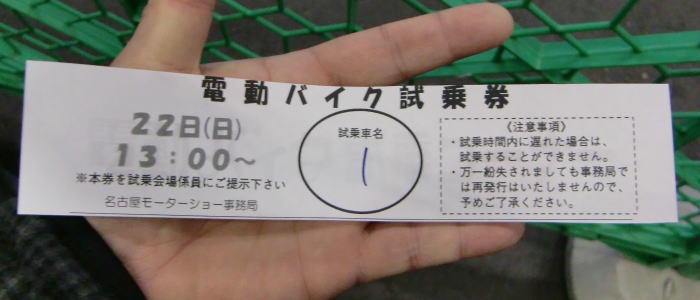 電動バイク試乗券
22日(日)
13:00～
※本券を試乗会場係員にご提示下さい
名古屋モーターショー事務局
試乗車名
1
〈注意事項〉
・試乗時間内に遅れた場合は、
試乗することができません。
・万一紛失されましても事務局で
は再発行はいたしませんので、
予めご了承ください。